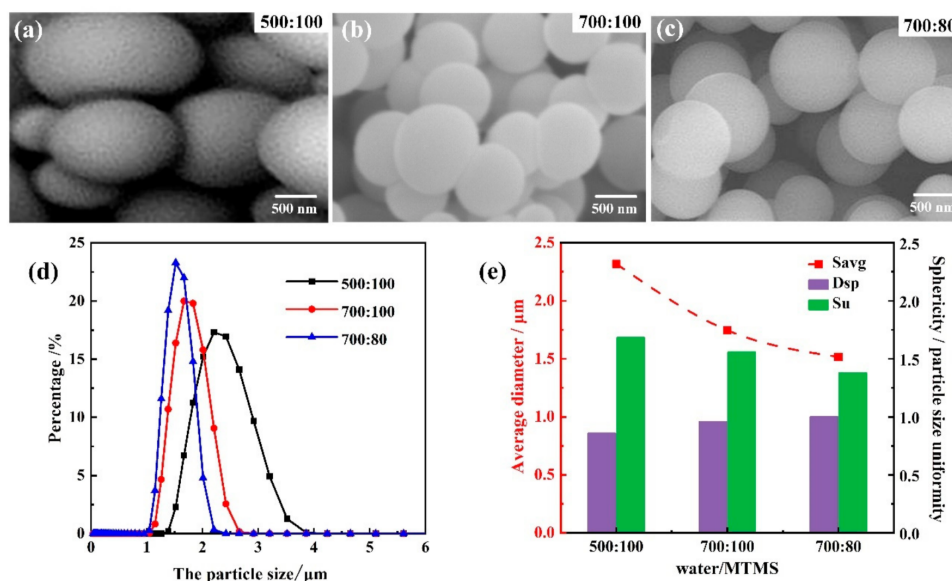 (a)
500:100
500 nm
(b)
700:100
500 nm
(c)
700:80
500 nm
(d)
25
20
15
10
5
0
Percentage /%
500:100
700:100
700:80
0 1 2 3 4 5 6
The particle size/μm
(e)
2.5
2.0
1.5
1.0
0.5
0.0
Average diameter / μm
Savg
Dsp
Su
2.5
2.0
1.5
1.0
0.5
0.0
Sphericity / particle size uniformity
500:100 700:100 700:80
water/MTMS